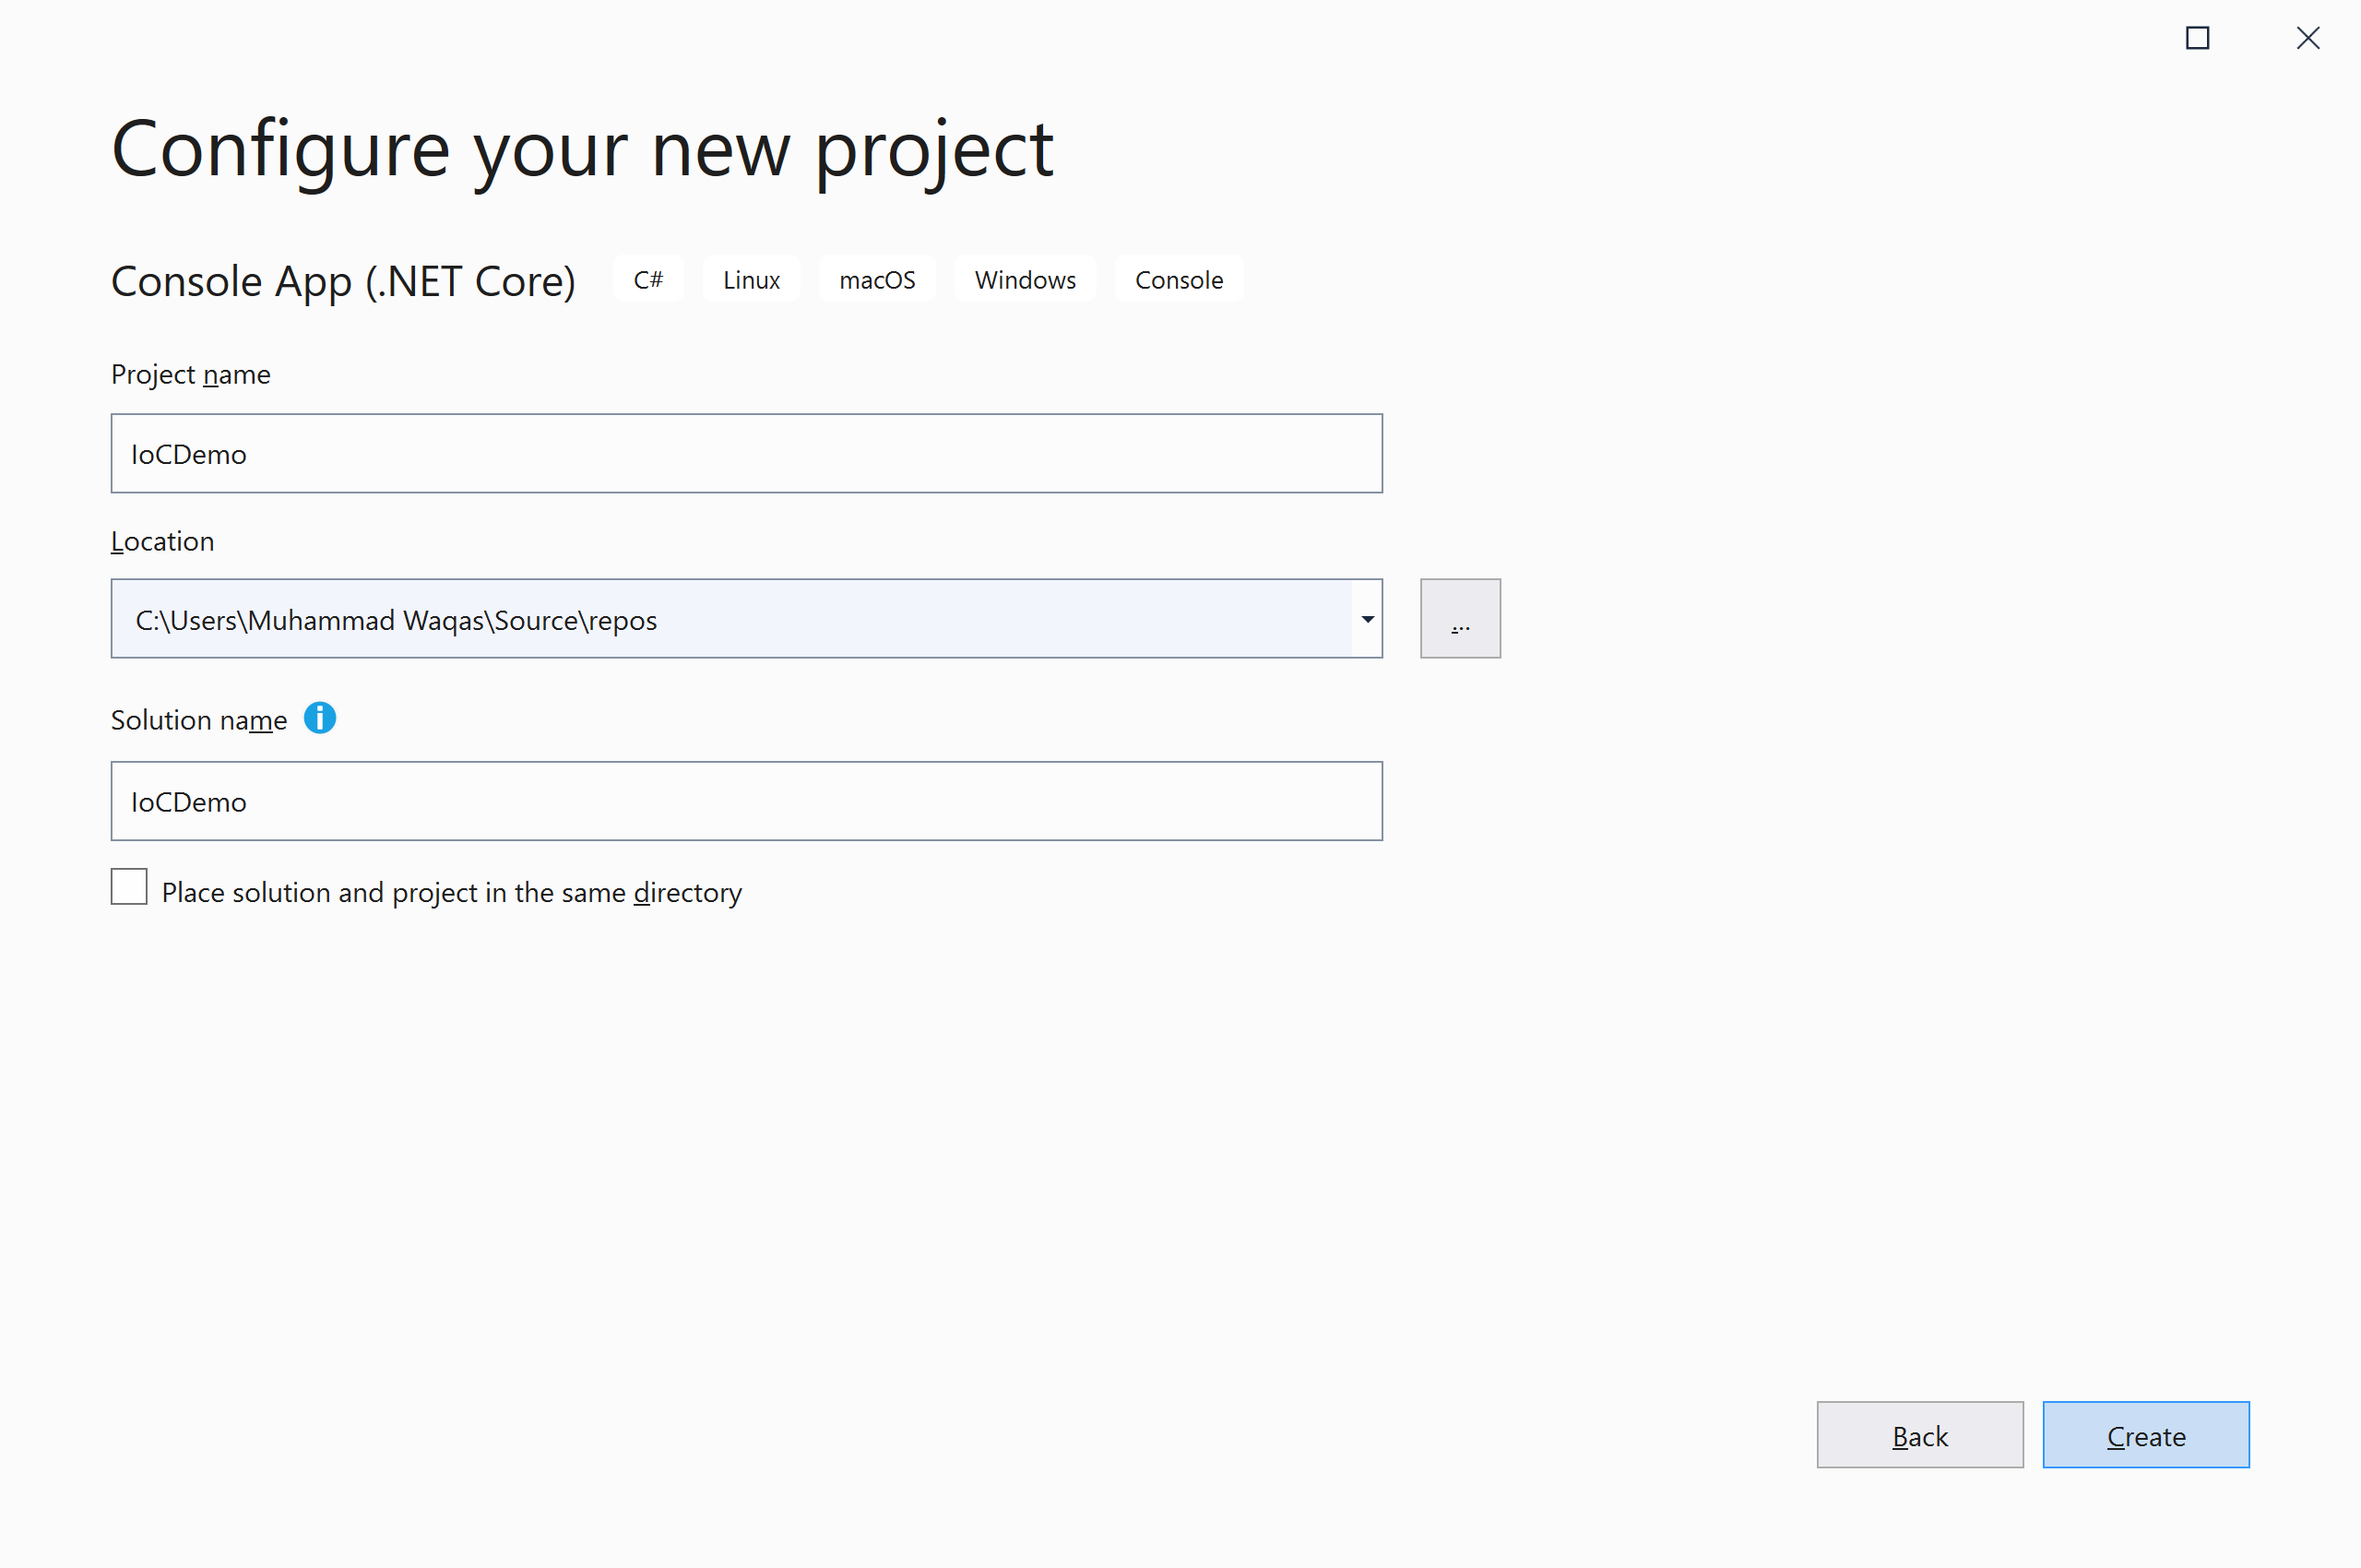 Configure your new project
Console App (.NET Core) C# Linux macOS Windows Console
Project name
IoCDemo
Location
C:\Users\Muhammad Waqas\Source\repos
...
Solution name
IoCDemo
Place solution and project in the same directory
Back Create